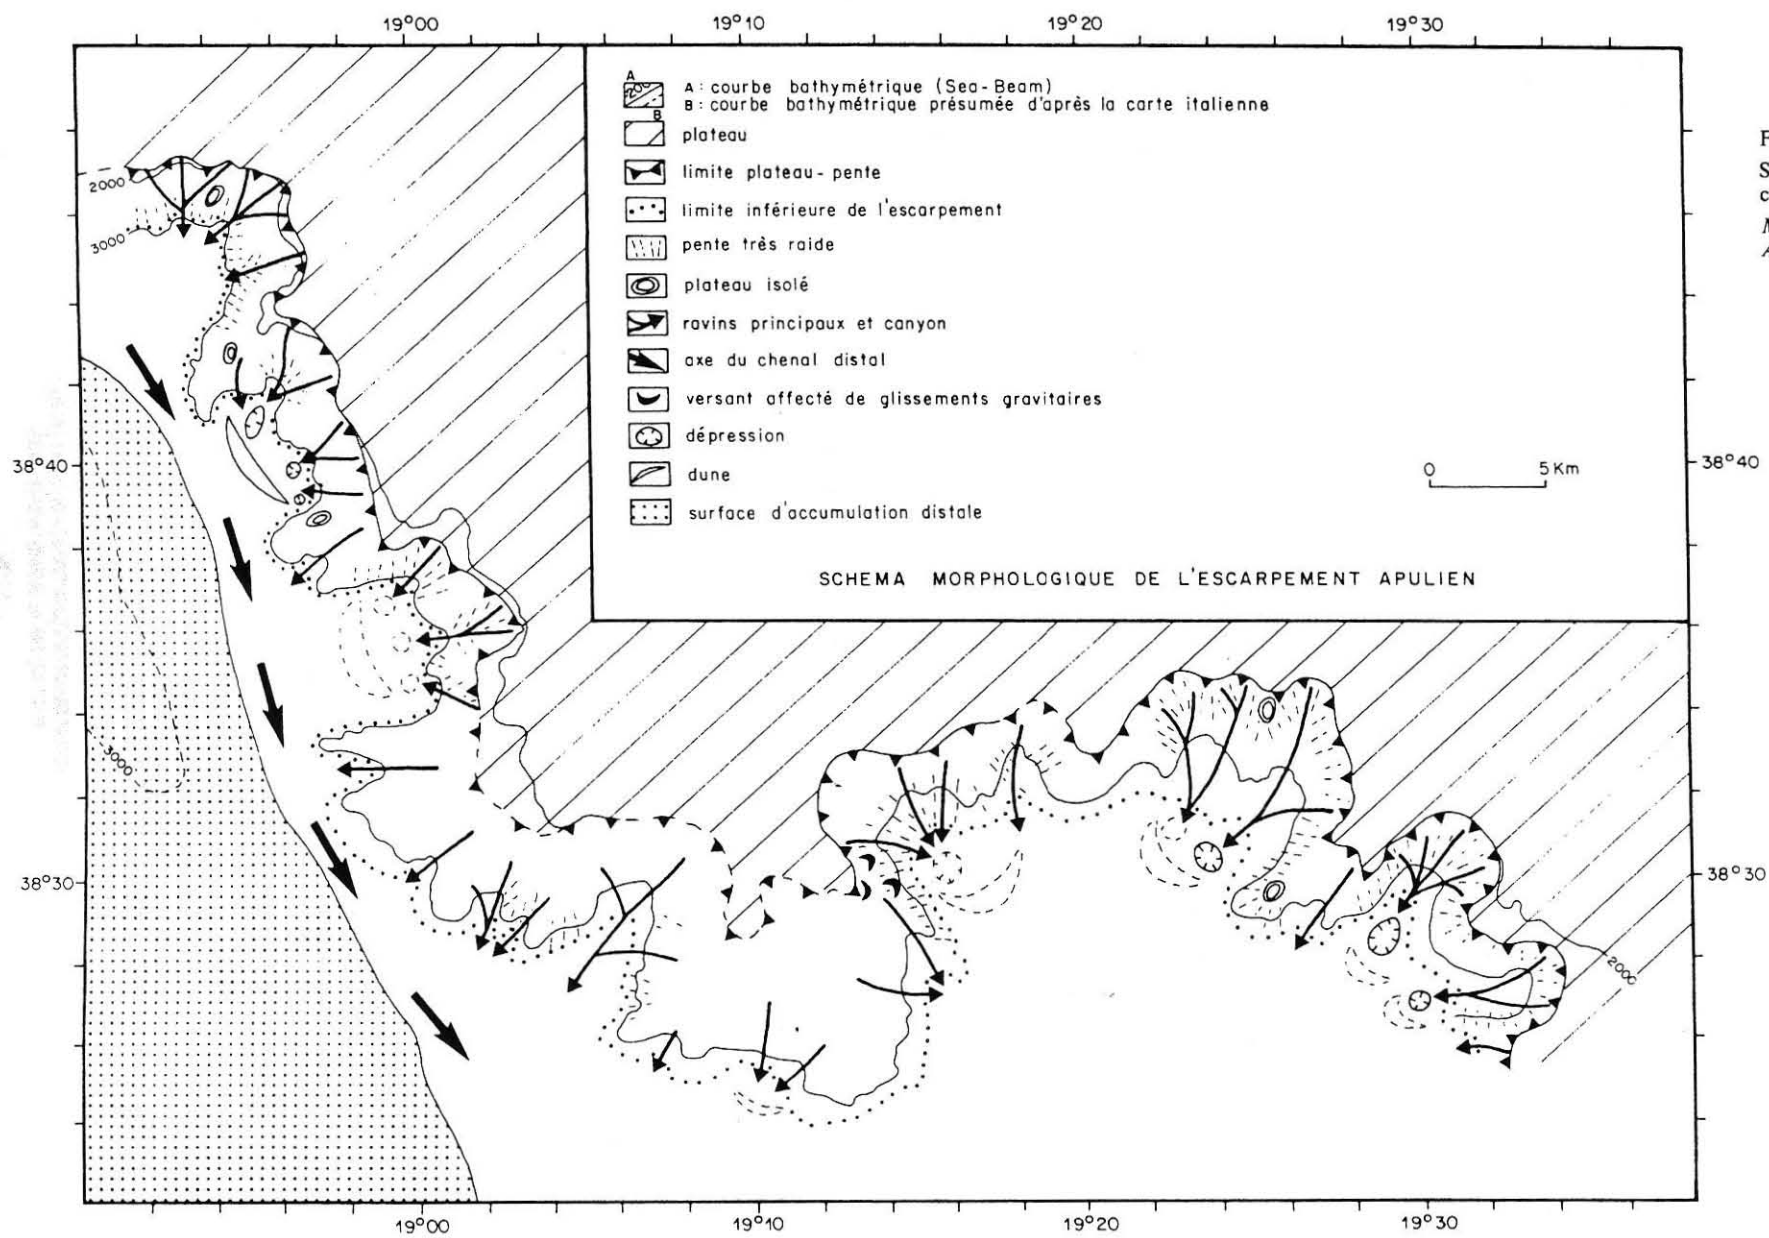 19°00 19°10 19°20 19°30
A
200
B
A: courbe bathymétrique (Sea-Beam)
B: courbe bathymétrique présumée d'après la carte italienne
plateau
limite plateau-pente
limite inférieure de l'escarpement
pente très raide
plateau isolé
ravins principaux et canyon
axe du chenal distal
versant affecté de glissements gravitaires
dépression
dune
surface d'accumulation distale
0 5 Km
SCHEMA MORPHOLOGIQUE DE L'ESCARPEMENT APULIEN
F
S
c
2000
3000
38°40 38°40
3000
38°30 38°30
2000
19°00 19°10 19°20 19°30